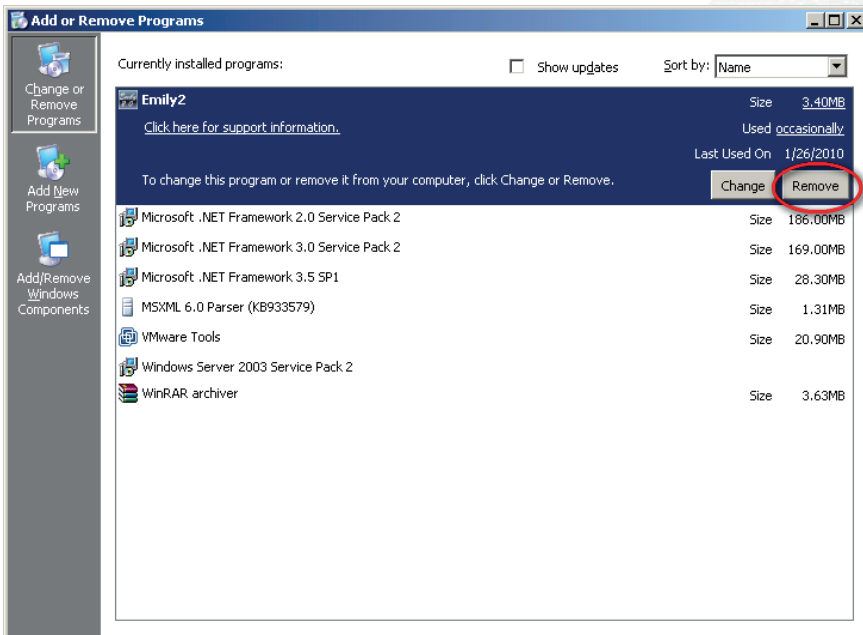 Add or Remove Programs
Change or
Remove
Programs
Add New
Programs
Add/Remove
Windows
Components
Currently installed programs:
Show updates
Sort by: Name
Emily2
Size 3.40MB
Click here for support information.
Used occasionally
Last Used On 1/26/2010
To change this program or remove it from your computer, click Change or Remove.
Change Remove
Microsoft .NET Framework 2.0 Service Pack 2 Size 186.00MB
Microsoft .NET Framework 3.0 Service Pack 2 Size 169.00MB
Microsoft .NET Framework 3.5 SP1 Size 28.30MB
MSXML 6.0 Parser (KB933579) Size 1.31MB
VMware Tools Size 20.90MB
Windows Server 2003 Service Pack 2
WinRAR archiver Size 3.63MB